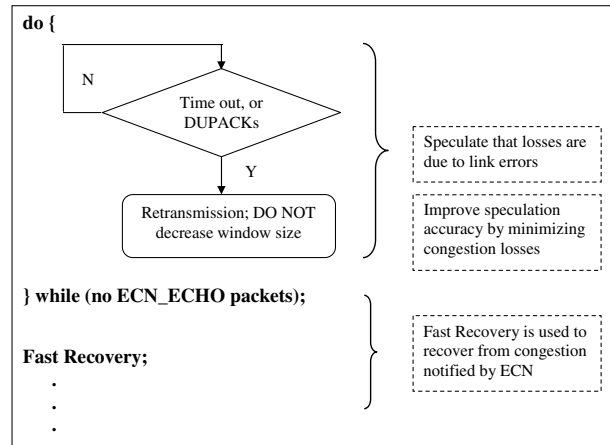 do {
N
Time out, or
DUPACKs
Y
Retransmission; DO NOT
decrease window size
Speculate that losses are
due to link errors
Improve speculation
accuracy by minimizing
congestion losses
} while (no ECN_ECHO packets);
Fast Recovery;
.
.
.
Fast Recovery is used to
recover from congestion
notified by ECN